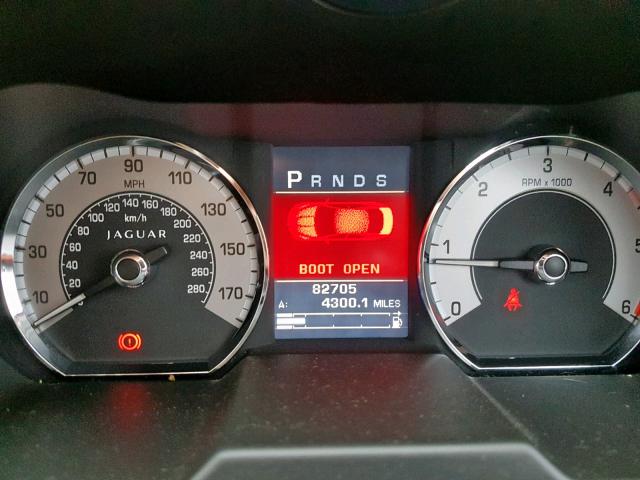 10 30 50 70 90 110 130 150 170
MPH
0 20 40 60 80 100 120 140 160 180 200 220 240 260 280
km/h
JAGUAR
P R N D S
BOOT OPEN
82705
A: 4300.1 MILES
0 1 2 3 4 5 6
RPM x 1000